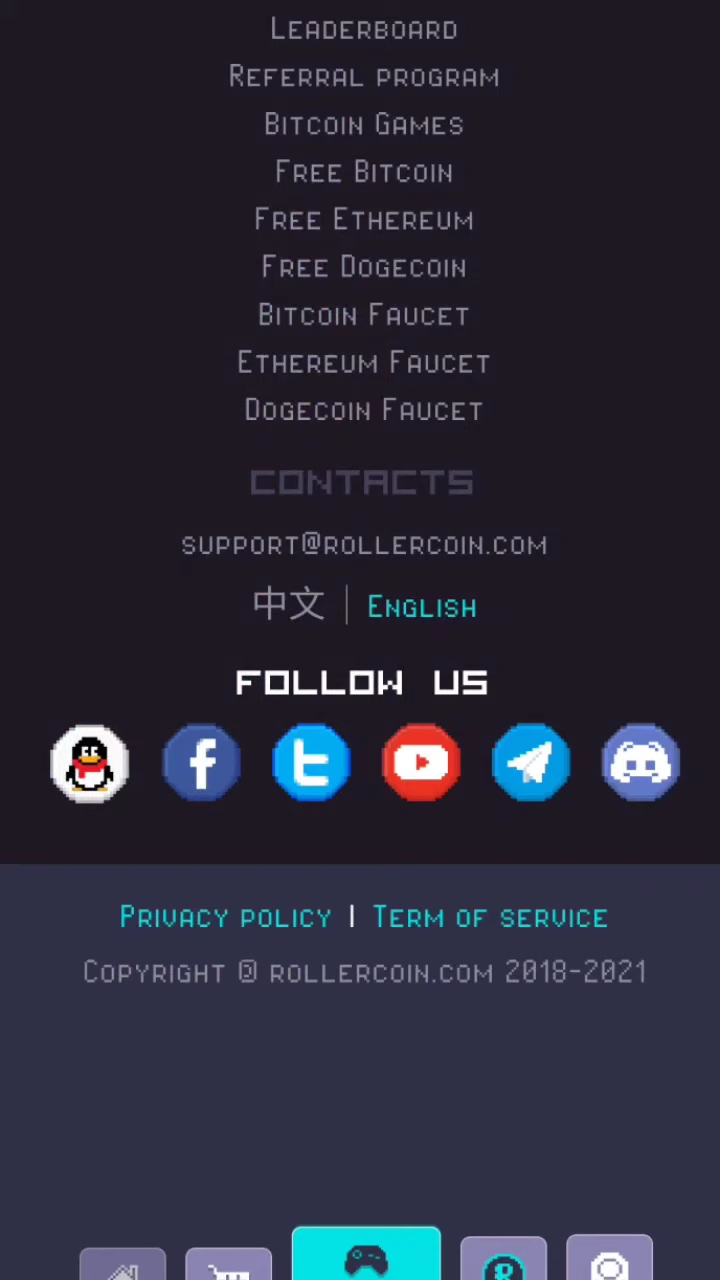 Leaderboard
Referral program
Bitcoin Games
Free Bitcoin
Free Ethereum
Free Dogecoin
Bitcoin Faucet
Ethereum Faucet
Dogecoin Faucet
CONTACTS
support@rollercoin.com
中文 | English
FOLLOW US
Privacy policy | Term of service
Copyright @ rollercoin.com 2018-2021